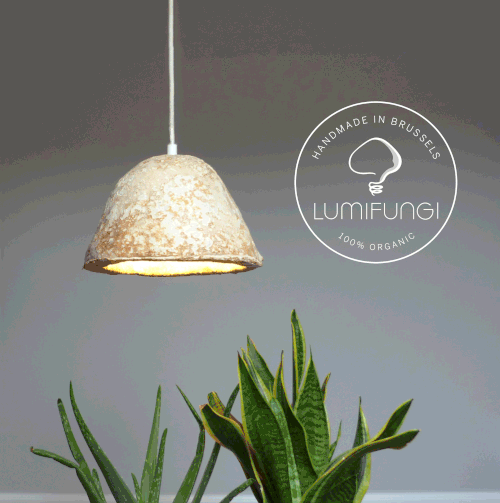 HANDMADE IN BRUSSELS
LUMIFUNGI
100% ORGANIC